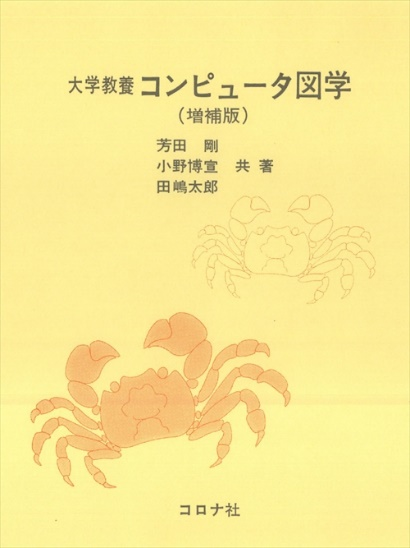 大学教養 コンピュータ図学
（増補版）
芳田 剛
小野博宣 共著
田嶋太郎
コロナ社